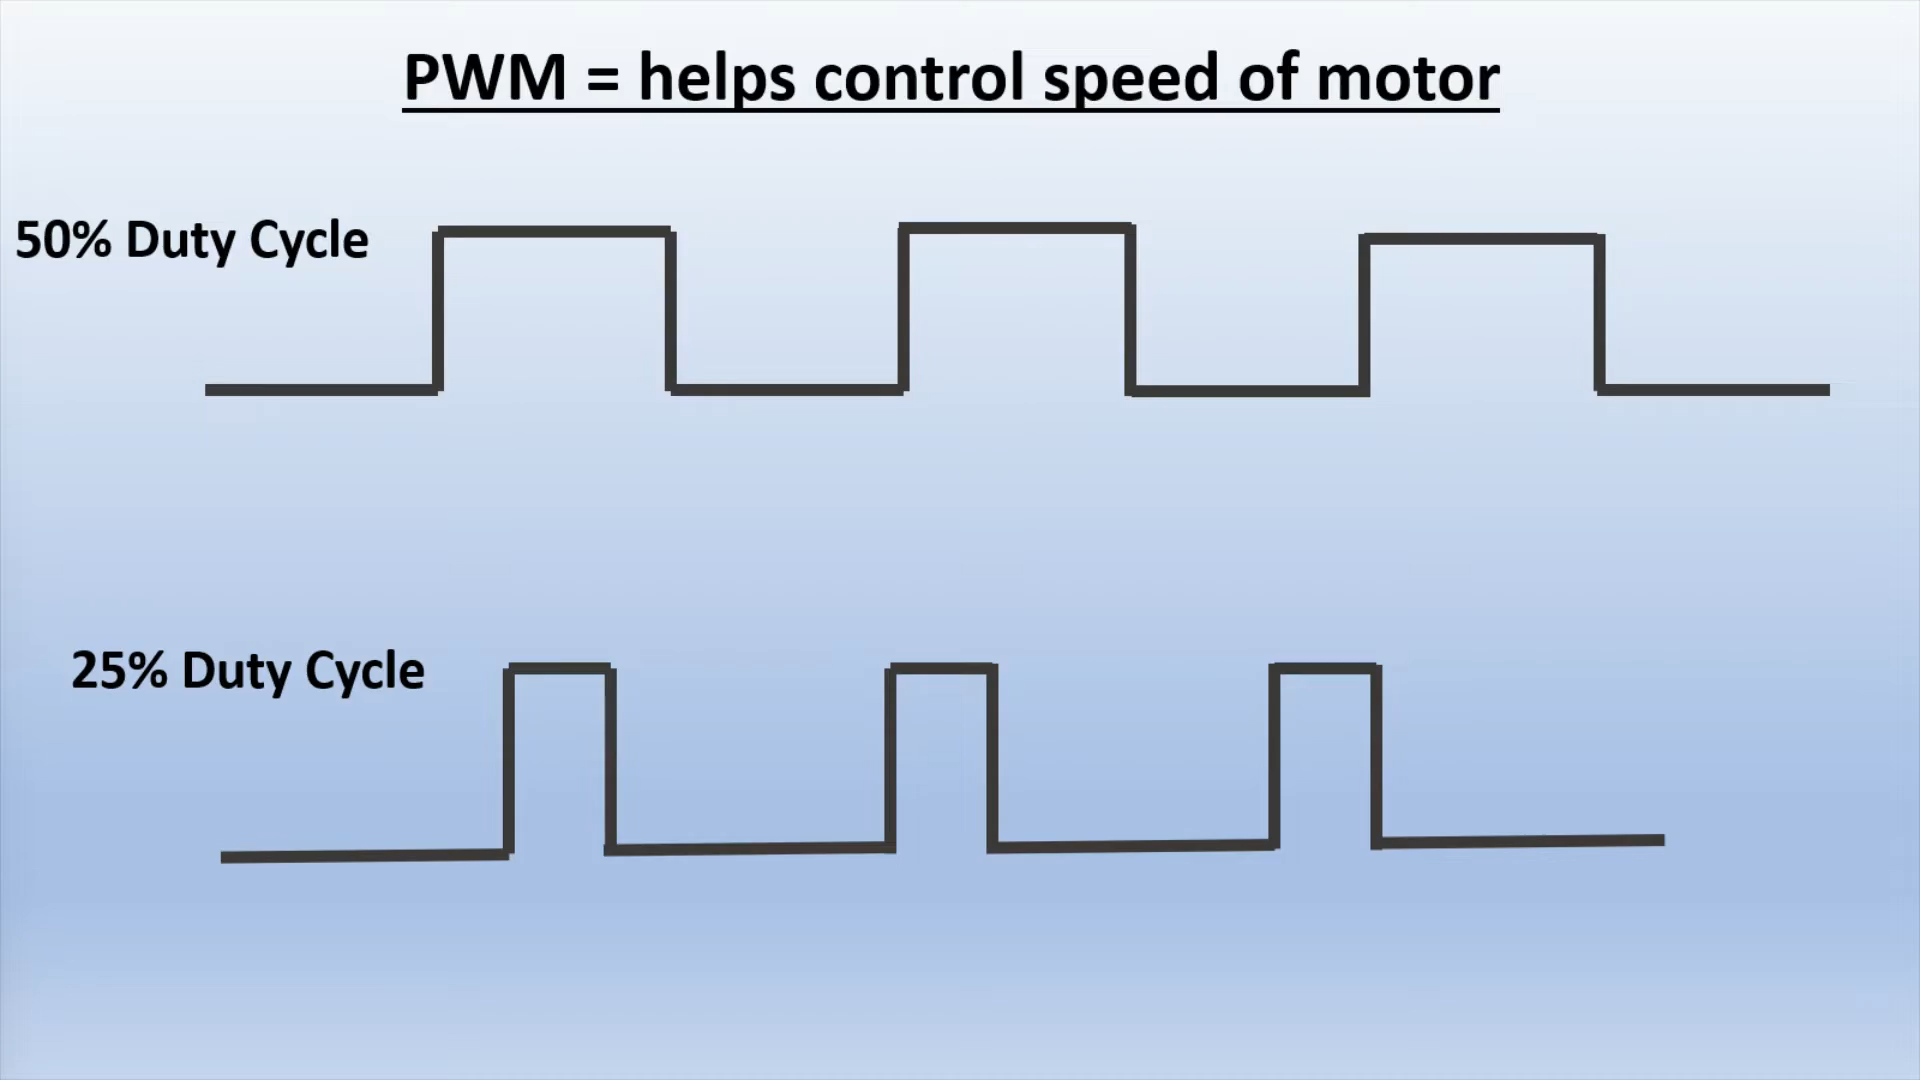 PWM = helps control speed of motor
50% Duty Cycle
25% Duty Cycle